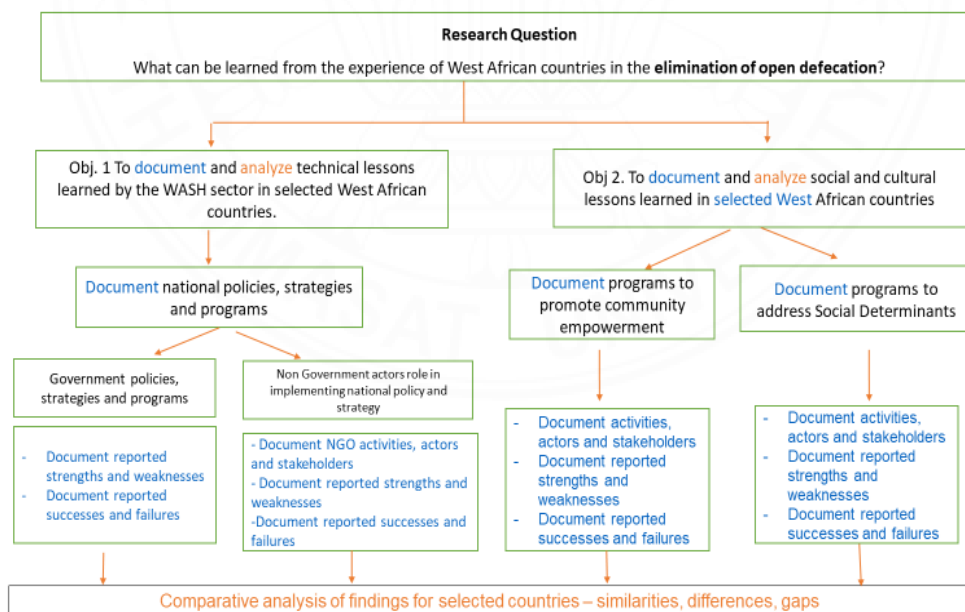 Research Question
What can be learned from the experience of West African countries in the elimination of open defecation?
Obj. 1 To document and analyze technical lessons
learned by the WASH sector in selected West African
countries.
Obj 2. To document and analyze social and cultural
lessons learned in selected West African countries
Document national policies, strategies
and programs
Document programs to
promote community
empowerment
Document programs to
address Social Determinants
Government policies,
strategies and programs
Non Government actors role in
implementing national policy and
strategy
- Document reported
strengths and weaknesses
- Document reported
successes and failures
- Document NGO activities, actors
and stakeholders
- Document reported strengths and
weaknesses
-Document reported successes and
failures
- Document activities,
actors and stakeholders
- Document reported
strengths and
weaknesses
- Document reported
successes and failures
- Document activities,
actors and stakeholders
- Document reported
strengths and
weaknesses
- Document reported
successes and failures
Comparative analysis of findings for selected countries – similarities, differences, gaps